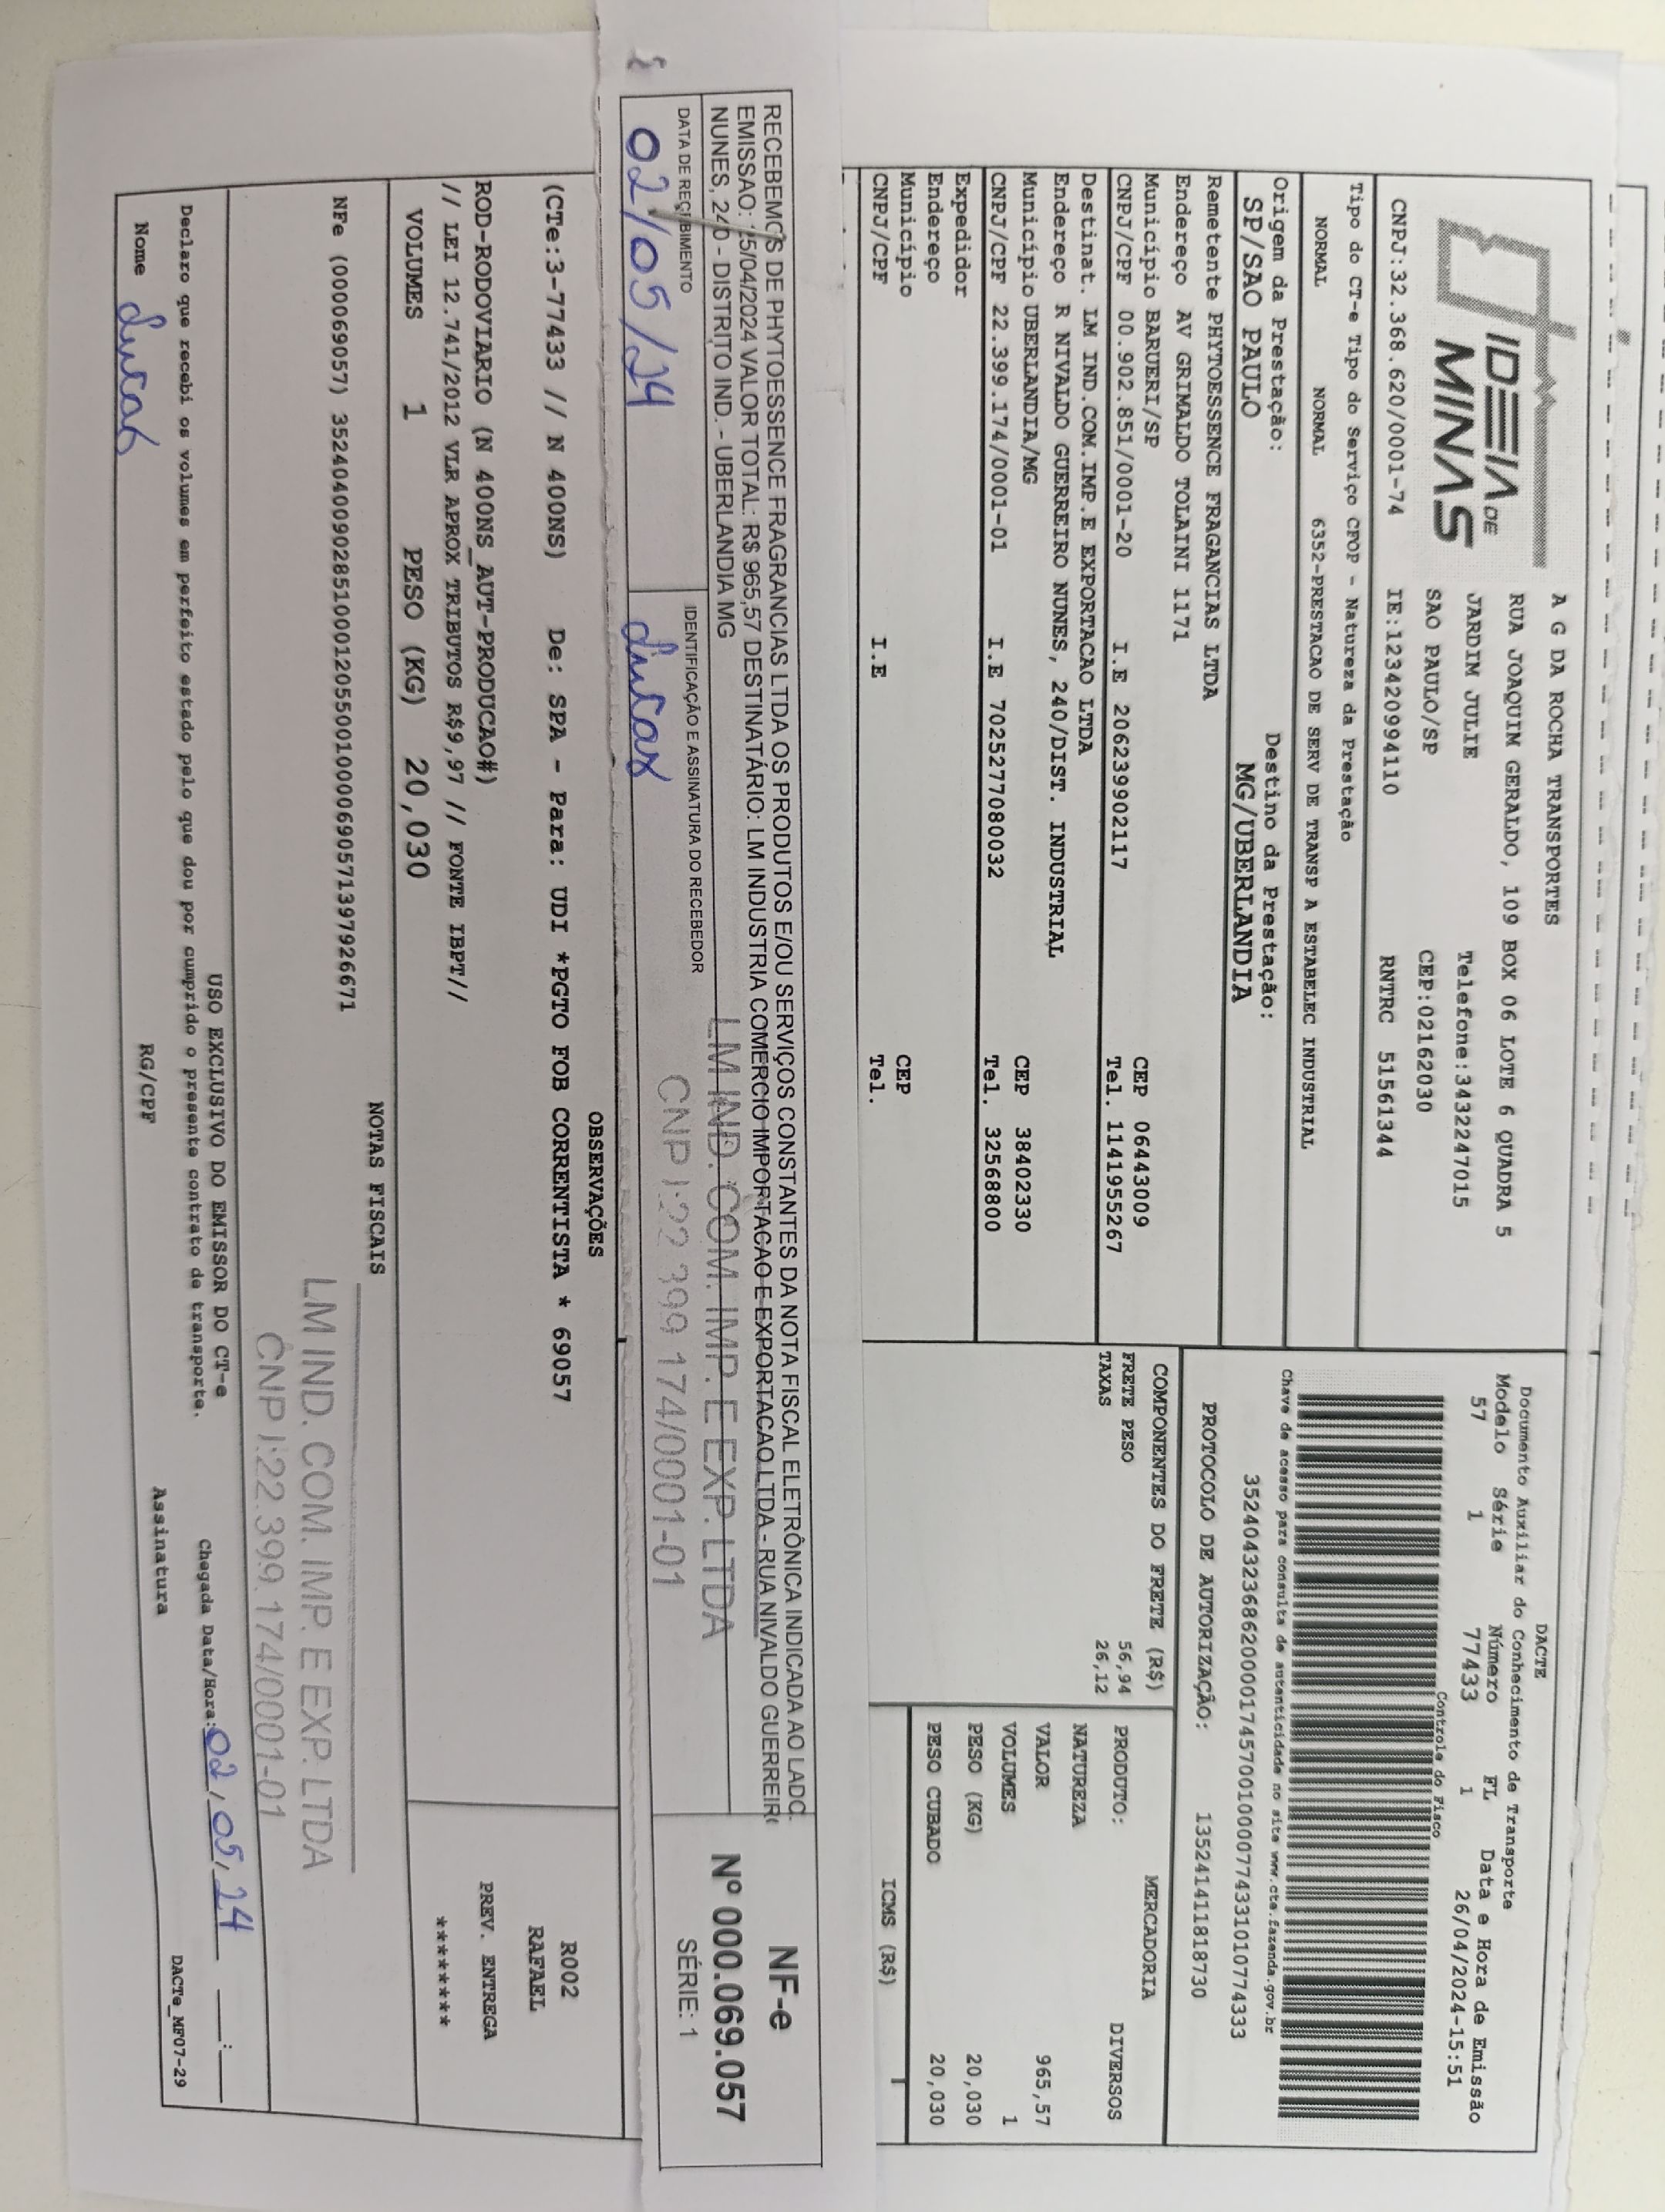 IDEIA DE
MINAS
A G DA ROCHA TRANSPORTES
RUA JOAQUIM GERALDO, 109 BOX 06 LOTE 6 QUADRA 5
JARDIM JULIE Telefone:3432247015
SAO PAULO/SP CEP:02162030
CNPJ:32.368.620/0001-74 IE:123420994110 RNTRC 51561344
Tipo do CT-e Tipo do Serviço CFOP - Natureza da Prestação
NORMAL NORMAL 6352-PRESTACAO DE SERV DE TRANSP A ESTABELEC INDUSTRIAL
Origem da Prestação: Destino da Prestação:
SP/SAO PAULO MG/UBERLANDIA
Remetente PHYTOESSENCE FRAGANCIAS LTDA
Endereço AV GRIMALDO TOLAINI 1171
Município BARUERI/SP CEP 06443009
CNPJ/CPF 00.902.851/0001-20 I.E 206239902117 Tel. 1141955267
Destinat. LM IND.COM.IMP.E EXPORTACAO LTDA
Endereço R NIVALDO GUERREIRO NUNES, 240/DIST. INDUSTRIAL
Município UBERLANDIA/MG CEP 38402330
CNPJ/CPF 22.399.174/0001-01 I.E 7025277080032 Tel. 32568800
Expedidor
Endereço
Município CEP
CNPJ/CPF I.E Tel.
DACTE
Documento Auxiliar do Conhecimento de Transporte
Modelo Série Número FL Data e Hora de Emissão
57 1 77433 1 26/04/2024-15:51
Controle do Fisco
Chave de acesso para consulta de autenticidade no site www.cte.fazenda.gov.br
35240432368620000174570010000774331010774333
PROTOCOLO DE AUTORIZAÇÃO: 135241411818730
COMPONENTES DO FRETE (R$)
FRETE PESO 56,94
TAXAS 26,12
MERCADORIA
PRODUTO: DIVERSOS
NATUREZA
VALOR 965,57
VOLUMES 1
PESO (KG) 20,030
PESO CUBADO 20,030
ICMS (R$)
RECEBEMOS DE PHYTOESSENCE FRAGRANCIAS LTDA OS PRODUTOS E/OU SERVIÇOS CONSTANTES DA NOTA FISCAL ELETRÔNICA INDICADA AO LADO.
EMISSAO: 25/04/2024 VALOR TOTAL: R$ 965,57 DESTINATÁRIO: LM INDUSTRIA COMERCIO IMPORTACAO E EXPORTACAO LTDA - RUA NIVALDO GUERREIRO
NUNES, 240 - DISTRITO IND. - UBERLANDIA MG
DATA DE RECEBIMENTO IDENTIFICAÇÃO E ASSINATURA DO RECEBEDOR
02/05/24 Lucas
LM IND. COM. IMP. E EXP. LTDA
CNPJ:22.399.174/0001-01
NF-e
Nº 000.069.057
SÉRIE: 1
OBSERVAÇÕES
(CTe:3-77433 // N 400NS) De: SPA - Para: UDI *PGTO FOB CORRENTISTA * 69057
ROD-RODOVIARIO (N 400NS_AUT-PRODUCAO#)
// LEI 12.741/2012 VLR APROX TRIBUTOS R$9,97 // FONTE IBPT//
VOLUMES 1 PESO (KG) 20,030
R002
RAFAEL
PREV. ENTREGA
********
NOTAS FISCAIS
NFe (000069057) 35240400902851000120550010000690571397926671
LM IND. COM. IMP. E EXP. LTDA
CNPJ:22.399.174/0001-01
USO EXCLUSIVO DO EMISSOR DO CT-e
Declaro que recebi os volumes em perfeito estado pelo que dou por cumprido o presente contrato de transporte.
Chegada Data/Hora: 02/05/24 __:__
Nome Lucas RG/CPF Assinatura
DACTe_MF07-29